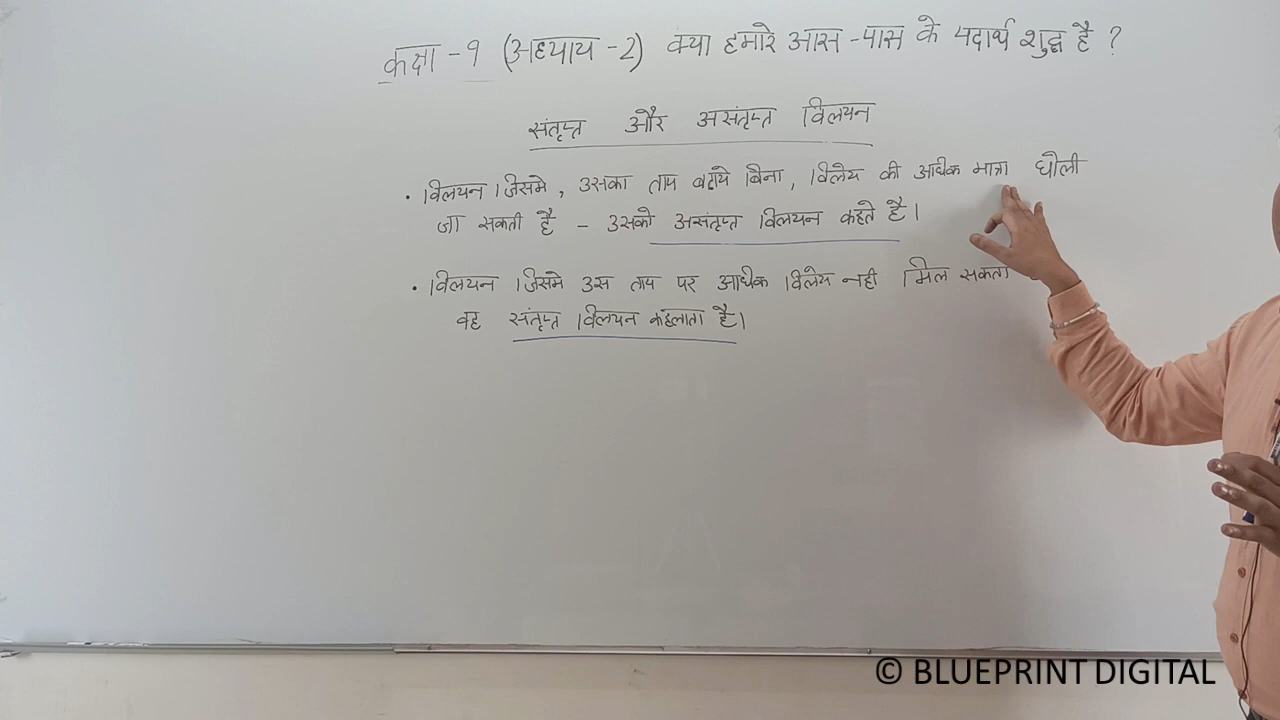 कक्षा - 9 (अध्याय - 2) क्या हमारे आस - पास के पदार्थ शुद्ध है ?
संतृप्त और असंतृप्त विलयन
• विलयन जिसमे, उसका ताप बढ़ाये बिना, विलेय की अधिक मात्रा घोली
जा सकती है - उसको असंतृप्त विलयन कहते है।
• विलयन जिसमे उस ताप पर अधिक विलेय नही मिल सकता
वह संतृप्त विलयन कहलाता है।
© BLUEPRINT DIGITAL